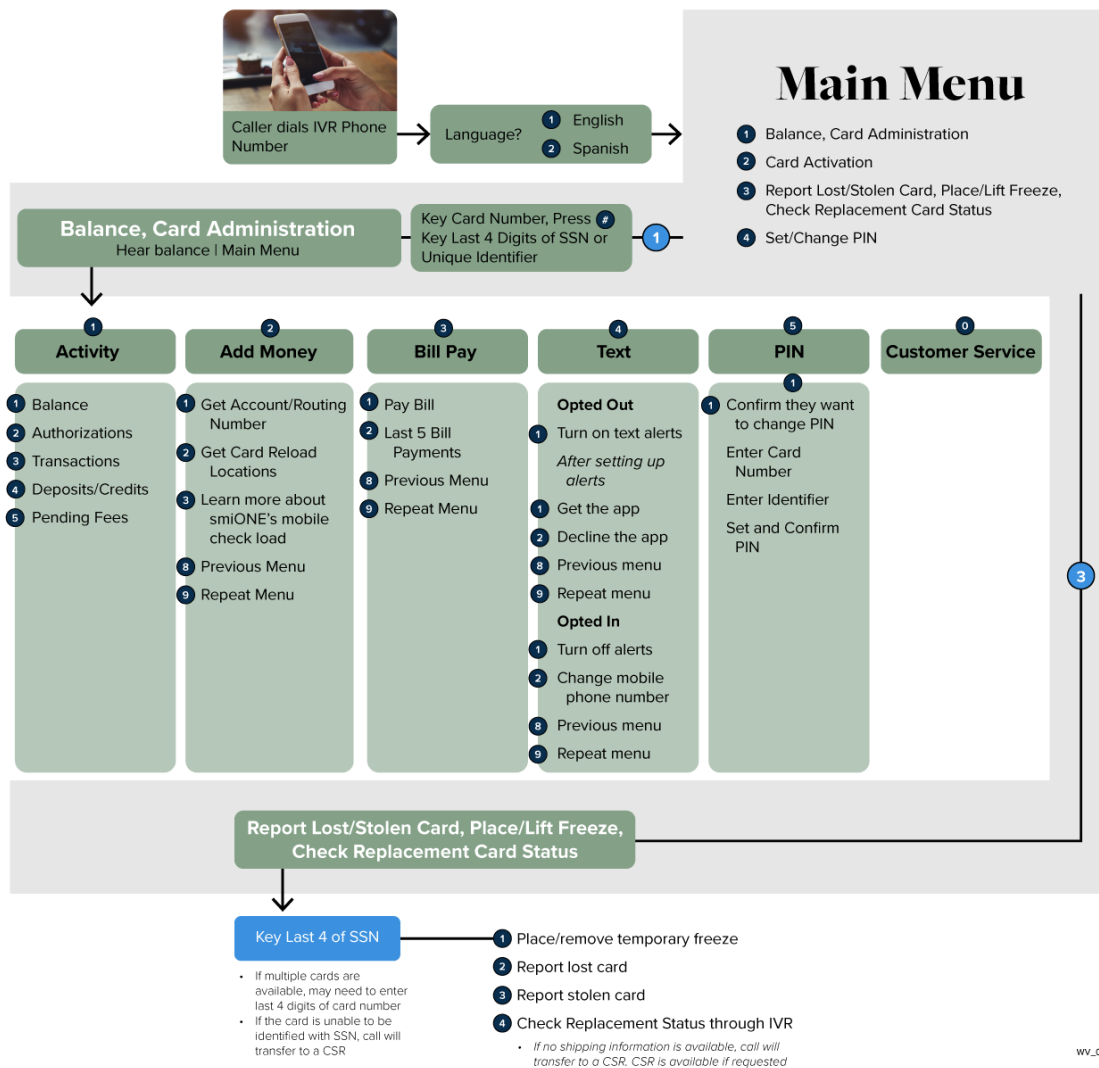 Main Menu
Caller dials IVR Phone
Number
Language?
1 English
2 Spanish
1 Balance, Card Administration
2 Card Activation
3 Report Lost/Stolen Card, Place/Lift Freeze,
Check Replacement Card Status
4 Set/Change PIN
Balance, Card Administration
Hear balance | Main Menu
Key Card Number, Press #
Key Last 4 Digits of SSN or
Unique Identifier
1
1
Activity
1 Balance
2 Authorizations
3 Transactions
4 Deposits/Credits
5 Pending Fees
2
Add Money
1 Get Account/Routing
Number
2 Get Card Reload
Locations
3 Learn more about
smiONE's mobile
check load
8 Previous Menu
9 Repeat Menu
3
Bill Pay
1 Pay Bill
2 Last 5 Bill
Payments
8 Previous Menu
9 Repeat Menu
4
Text
Opted Out
1 Turn on text alerts
After setting up
alerts
1 Get the app
2 Decline the app
8 Previous menu
9 Repeat menu
Opted In
1 Turn off alerts
2 Change mobile
phone number
8 Previous menu
9 Repeat menu
5
PIN
1
1 Confirm they want
to change PIN
Enter Card
Number
Enter Identifier
Set and Confirm
PIN
0
Customer Service
3
Report Lost/Stolen Card, Place/Lift Freeze,
Check Replacement Card Status
Key Last 4 of SSN
• If multiple cards are
available, may need to enter
last 4 digits of card number
• If the card is unable to be
identified with SSN, call will
transfer to a CSR
1 Place/remove temporary freeze
2 Report lost card
3 Report stolen card
4 Check Replacement Status through IVR
• If no shipping information is available, call will
transfer to a CSR. CSR is available if requested